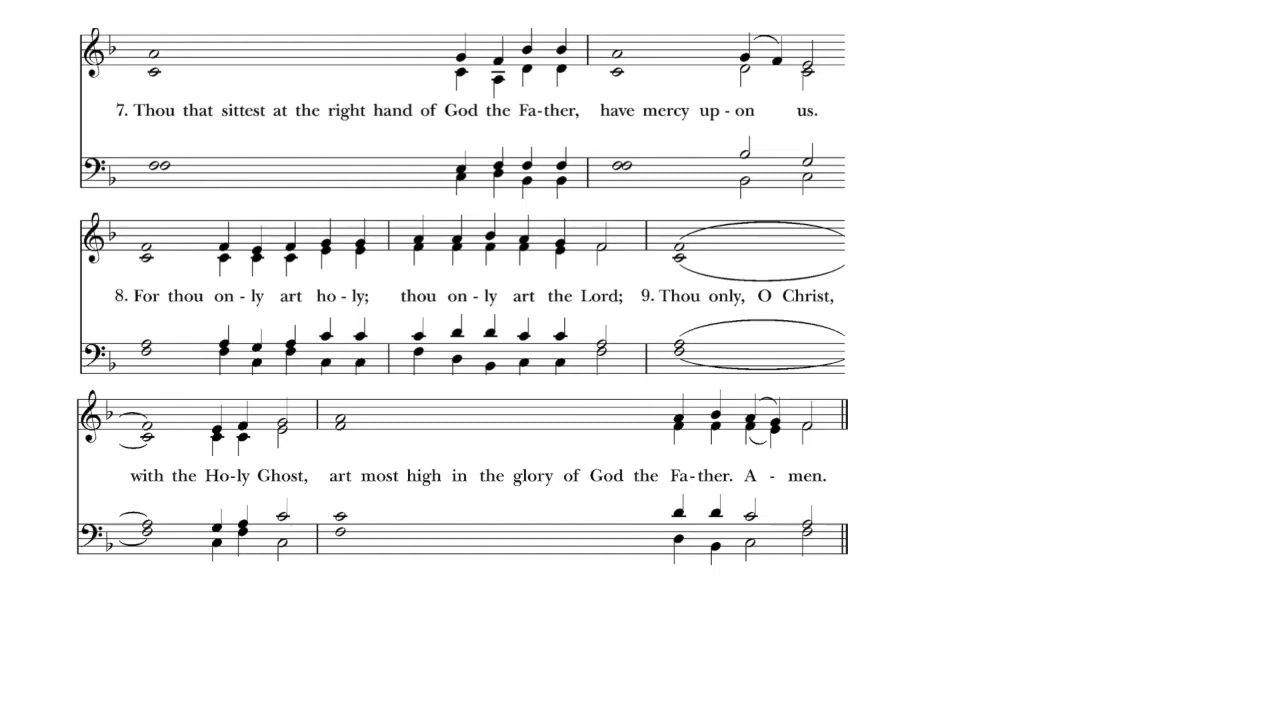 7. Thou that sittest at the right hand of God the Fa-ther, have mercy up - on us.
8. For thou on - ly art ho - ly; thou on - ly art the Lord; 9. Thou only, O Christ,
with the Ho-ly Ghost, art most high in the glory of God the Fa-ther. A - men.